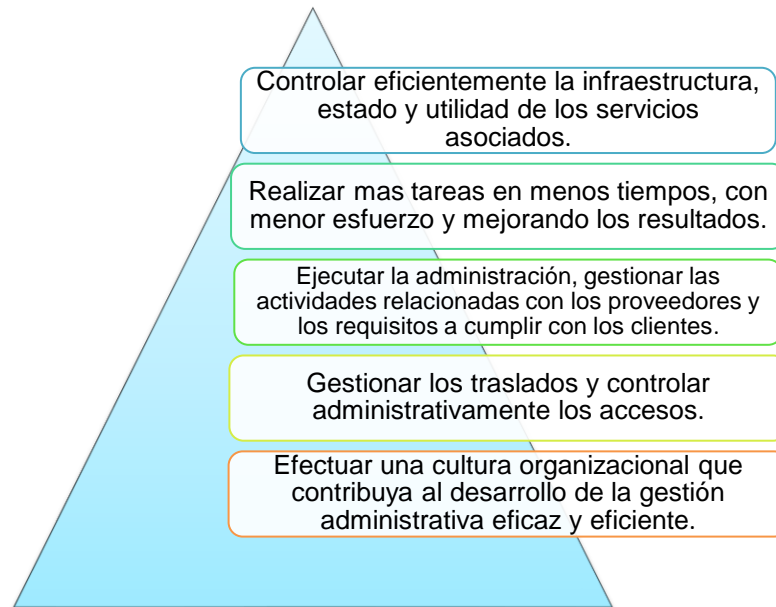 Controlar eficientemente la infraestructura,
estado y utilidad de los servicios
asociados.
Realizar mas tareas en menos tiempos, con
menor esfuerzo y mejorando los resultados.
Ejecutar la administración, gestionar las
actividades relacionadas con los proveedores y
los requisitos a cumplir con los clientes.
Gestionar los traslados y controlar
administrativamente los accesos.
Efectuar una cultura organizacional que
contribuya al desarrollo de la gestión
administrativa eficaz y eficiente.